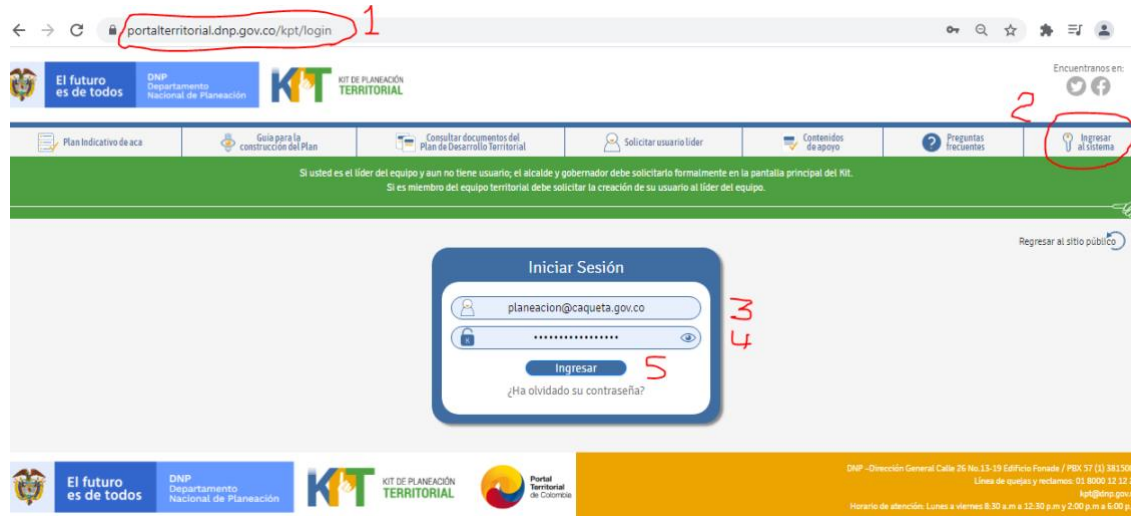 portalterritorial.dnp.gov.co/kpt/login
1
El futuro
es de todos
DNP
Departamento
Nacional de Planeación
KIT
KIT DE PLANEACIÓN
TERRITORIAL
Encuentranos en:
2
Plan Indicativo de aca
Guia para la
construcción del Plan
Consultar documentos del
Plan de Desarrollo Territorial
Solicitar usuario líder
Contenidos
de apoyo
Preguntas
frecuentes
Ingresar
al sistema
Si usted es el líder del equipo y aun no tiene usuario; el alcalde y gobernador debe solicitarlo formalmente en la pantalla principal del Kit.
Si es miembro del equipo territorial debe solicitar la creación de su usuario al líder del equipo.
Regresar al sitio público
Iniciar Sesión
planeacion@caqueta.gov.co
3
4
Ingresar
5
¿Ha olvidado su contraseña?
El futuro
es de todos
DNP
Departamento
Nacional de Planeación
KIT
KIT DE PLANEACIÓN
TERRITORIAL
Portal
Territorial
de Colombia
DNP -Dirección General Calle 26 No.13-19 Edificio Fonade / PBX 57 (1) 381500
Línea de quejas y reclamos: 01 8000 12 12
kpt@dnp.gov.
Horario de atención: Lunes a viernes 8:30 a.m a 12:30 p.m y 2:00 p.m a 6:00 p.